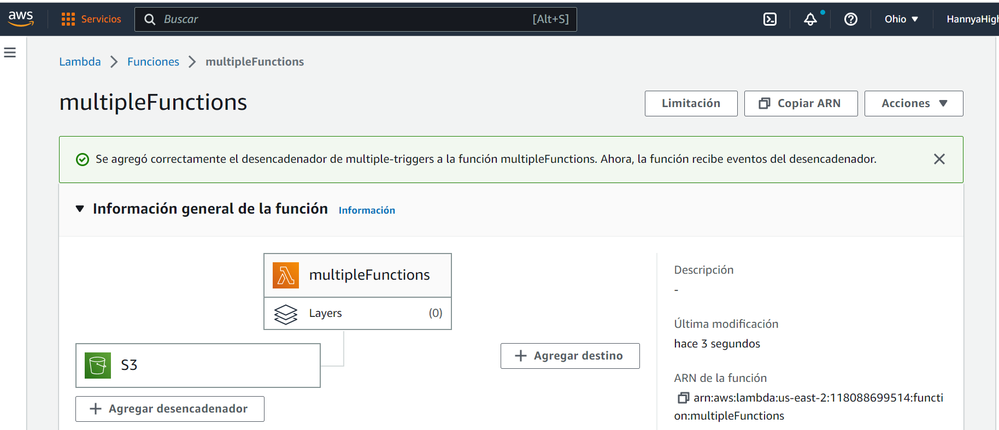 aws
Servicios
Buscar
[Alt+S]
Ohio
HannyaHigh
Lambda
Funciones
multipleFunctions
multipleFunctions
Limitación
Copiar ARN
Acciones
Se agregó correctamente el desencadenador de multiple-triggers a la función multipleFunctions. Ahora, la función recibe eventos del desencadenador.
Información general de la función
Información
multipleFunctions
Layers
(0)
S3
Agregar desencadenador
Agregar destino
Descripción
-
Última modificación
hace 3 segundos
ARN de la función
arn:aws:lambda:us-east-2:118088699514:functi
on:multipleFunctions